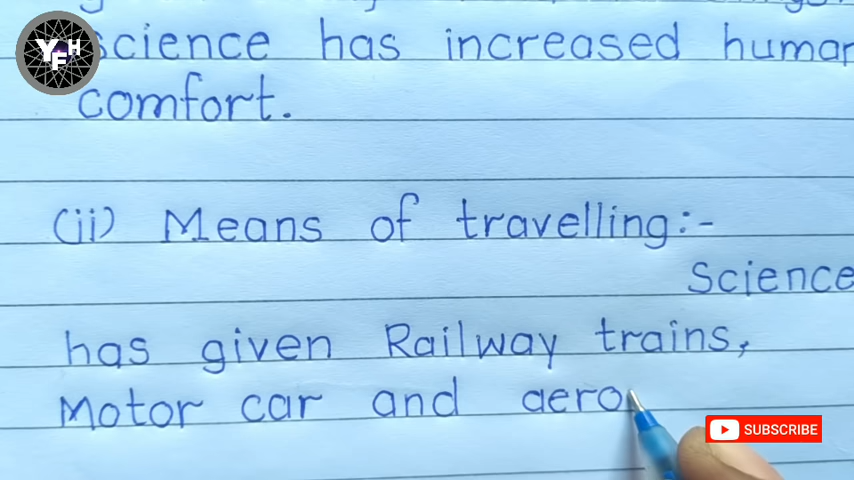 YFH
science has increased human
comfort.
(ii) Means of travelling:-
Science
has given Railway trains,
Motor car and aero
SUBSCRIBE